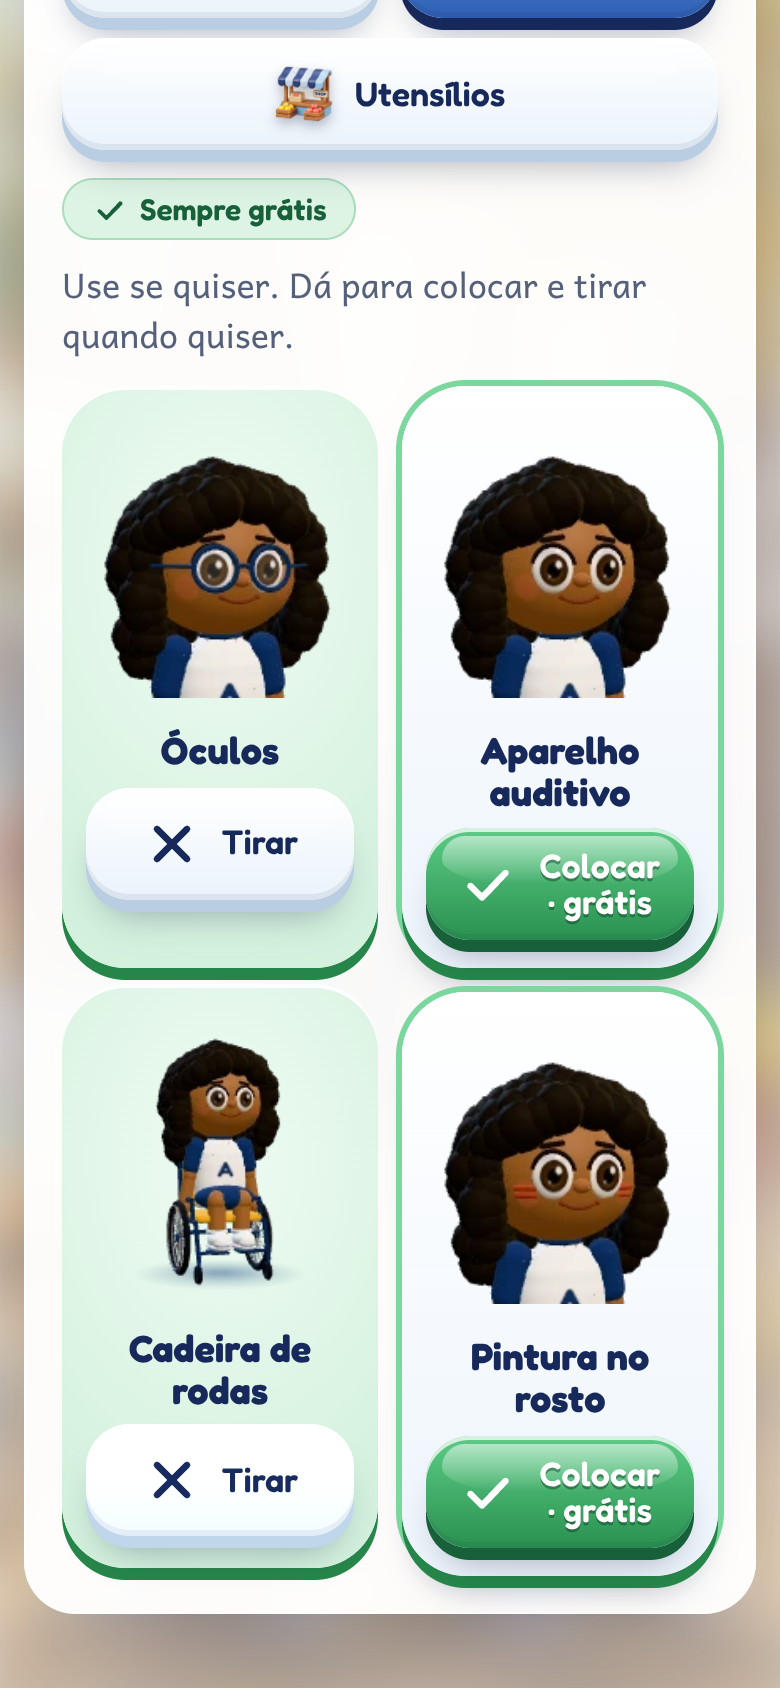 Utensílios
Sempre grátis
Use se quiser. Dá para colocar e tirar
quando quiser.
Óculos
Tirar
Aparelho
auditivo
Colocar
· grátis
Cadeira de
rodas
Tirar
Pintura no
rosto
Colocar
· grátis
A